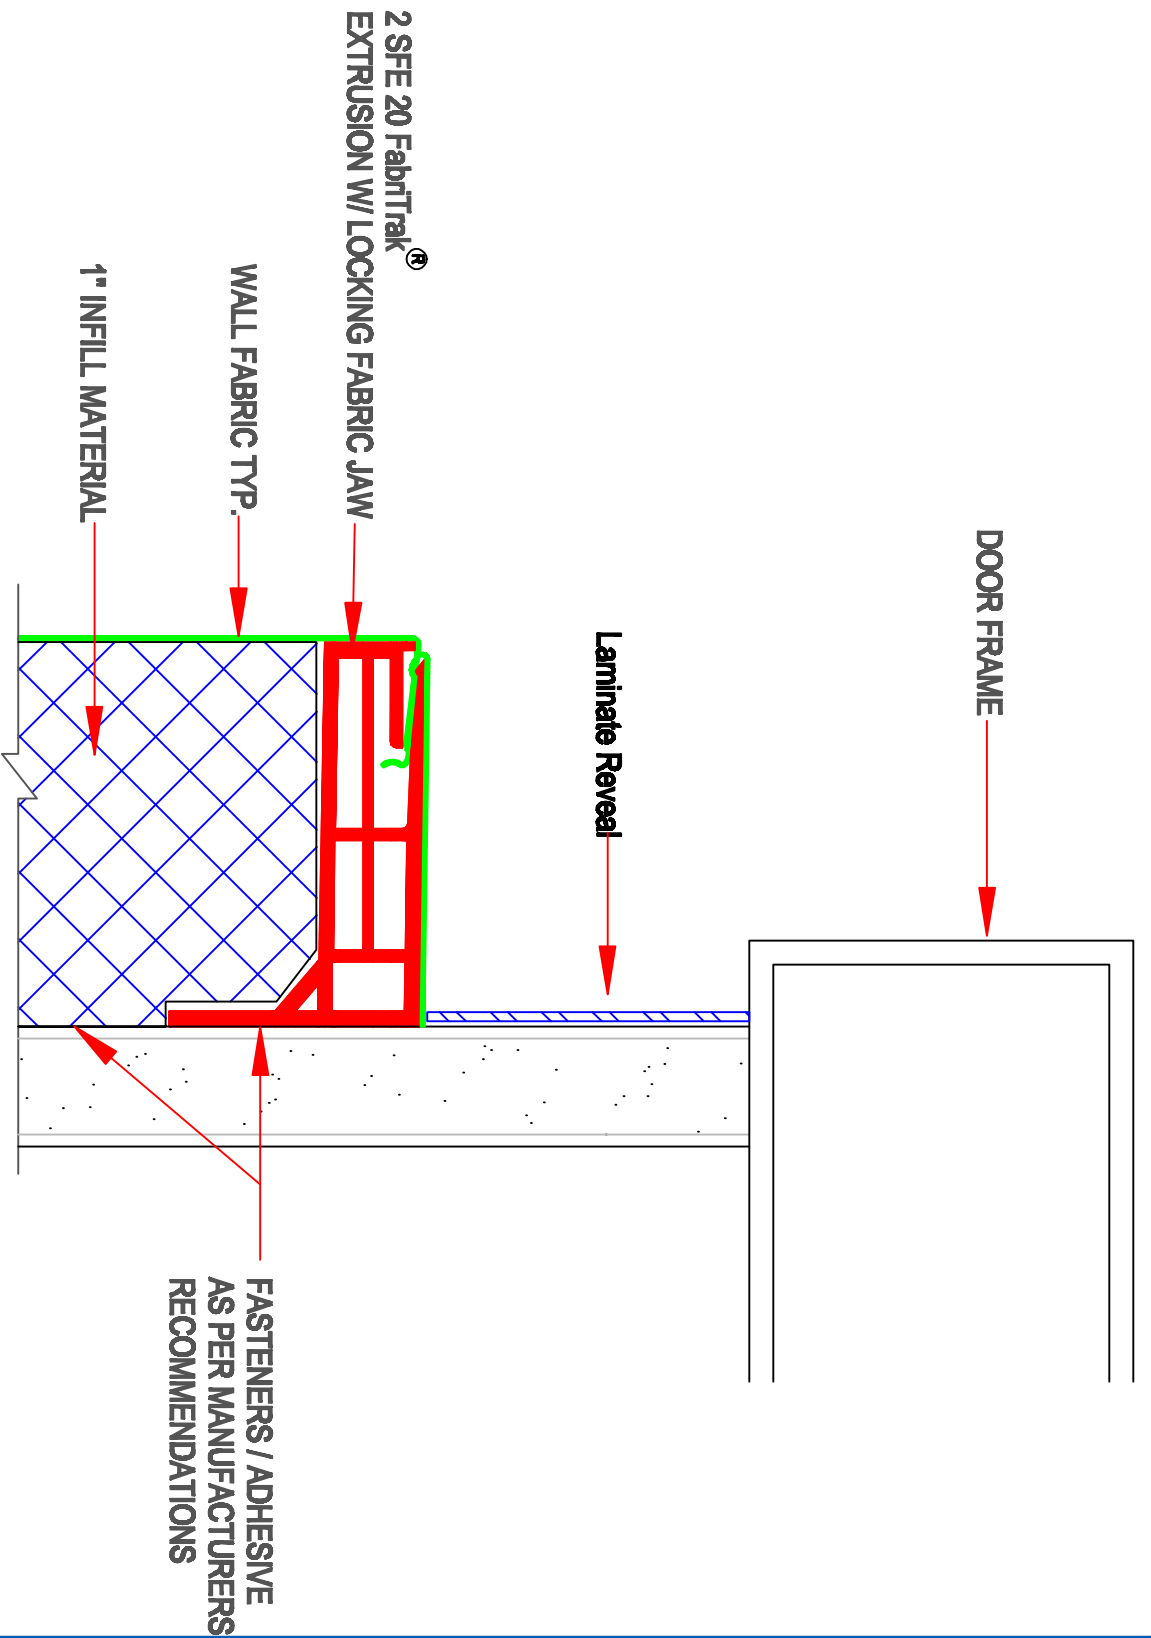 2 SFE 20 FabriTrak®
EXTRUSION W/ LOCKING FABRIC JAW
WALL FABRIC TYP.
1" INFILL MATERIAL
DOOR FRAME
Laminate Reveal
FASTENERS / ADHESIVE
AS PER MANUFACTURERS
RECOMMENDATIONS